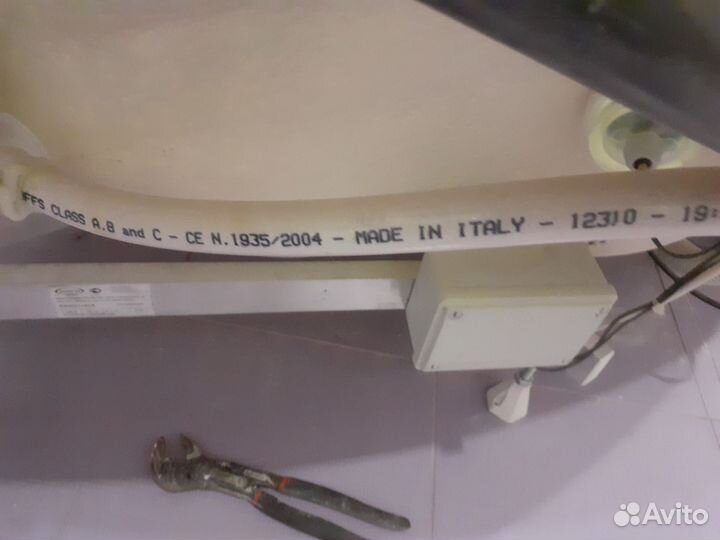 FFS CLASS A.B and C - CE N.1935/2004 - MADE IN ITALY - 12310 - 19:
Avito